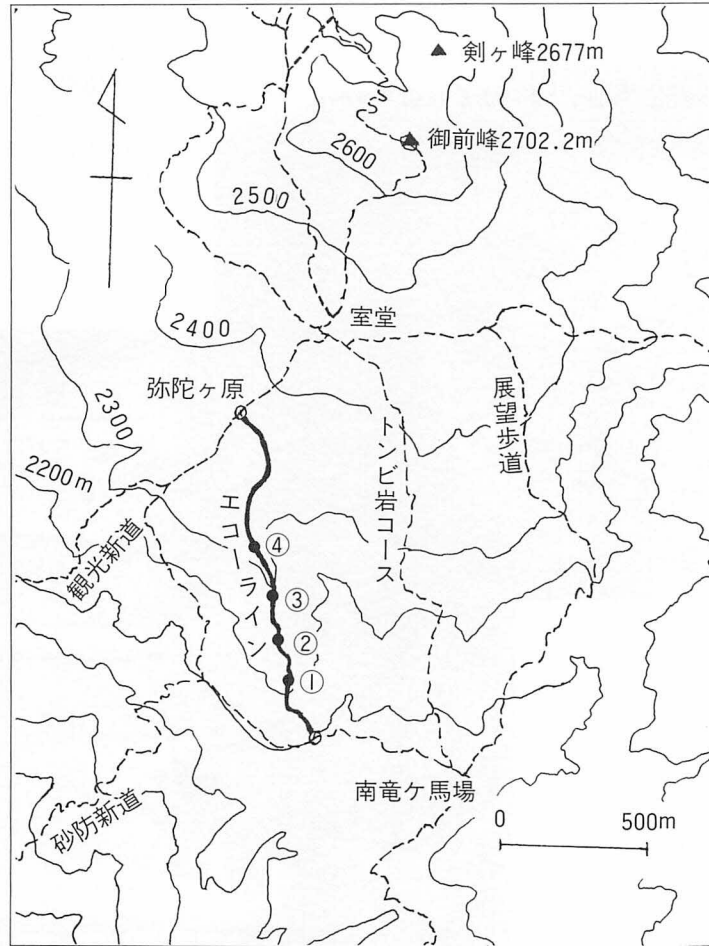 剣ヶ峰2677m
御前峰2702.2m
2600
2500
室堂
2400
弥陀ヶ原
2300
2200m
展望歩道
トンビ岩コース
エコーライン
観光新道
④
③
②
①
南竜ケ馬場
砂防新道
0 500m